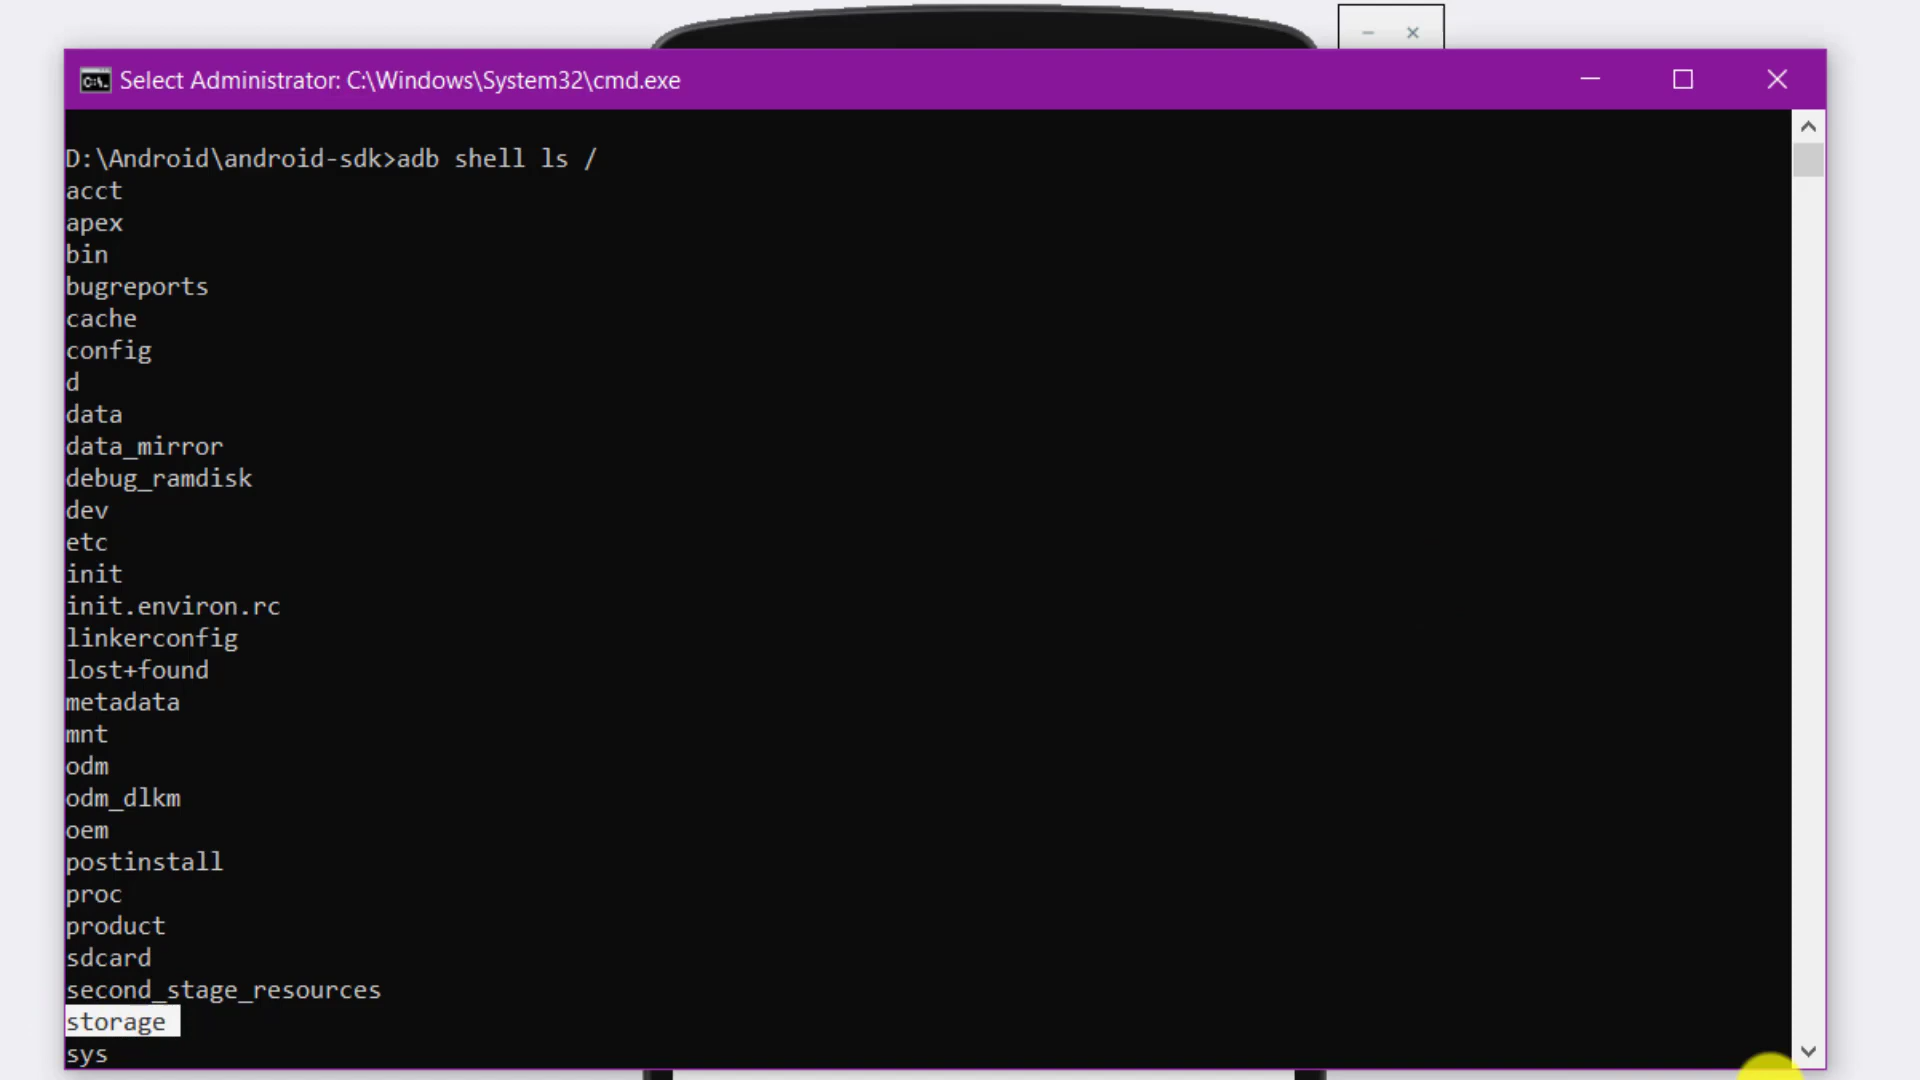 Select Administrator: C:\Windows\System32\cmd.exe
D:\Android\android-sdk>adb shell ls /
acct
apex
bin
bugreports
cache
config
d
data
data_mirror
debug_ramdisk
dev
etc
init
init.environ.rc
linkerconfig
lost+found
metadata
mnt
odm
odm_dlkm
oem
postinstall
proc
product
sdcard
second_stage_resources
storage
sys